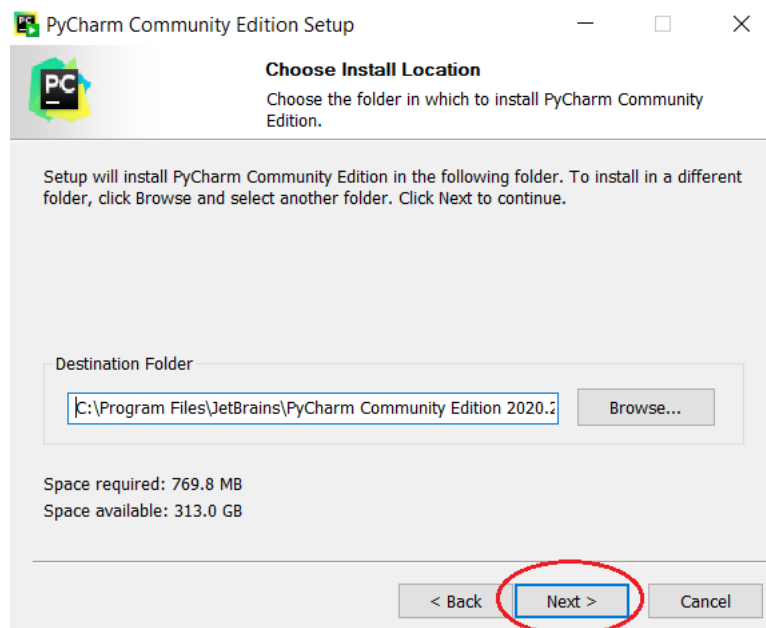 PyCharm Community Edition Setup
PC
Choose Install Location
Choose the folder in which to install PyCharm Community
Edition.
Setup will install PyCharm Community Edition in the following folder. To install in a different
folder, click Browse and select another folder. Click Next to continue.
Destination Folder
C:\Program Files\JetBrains\PyCharm Community Edition 2020.2
Browse...
Space required: 769.8 MB
Space available: 313.0 GB
< Back Next > Cancel